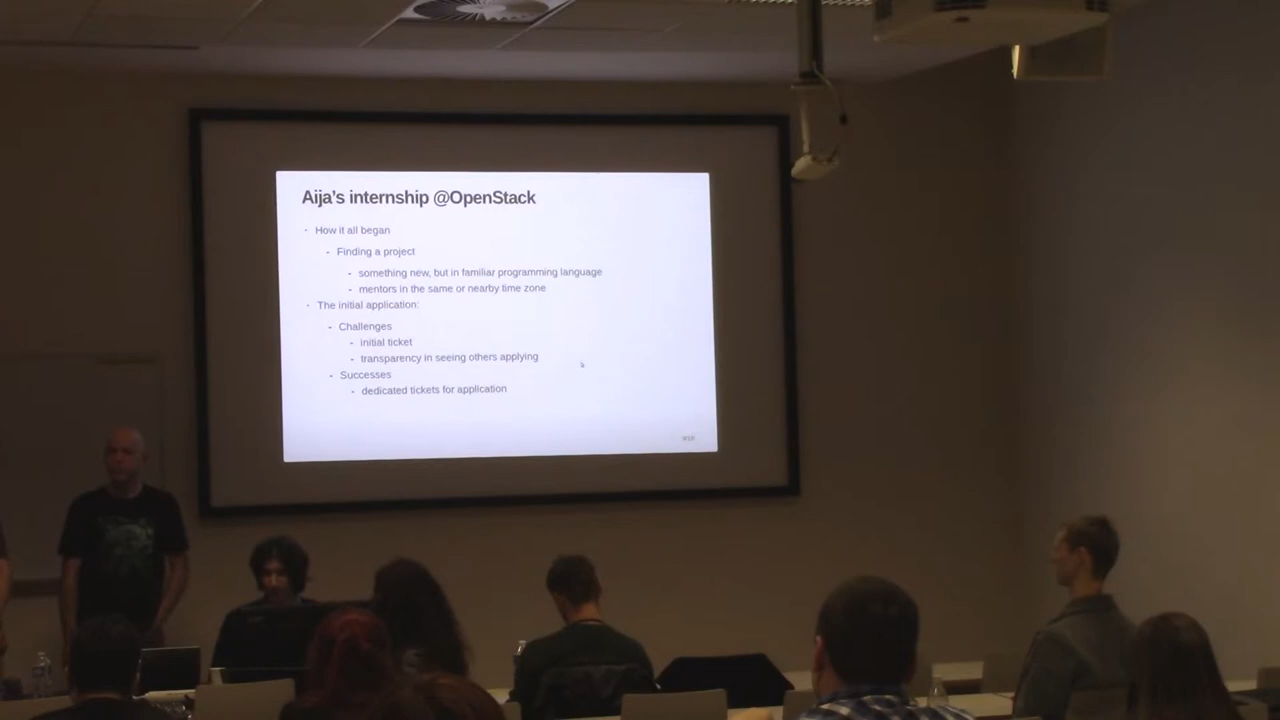 Aija's internship @OpenStack
· How it all began
- Finding a project
- something new, but in familiar programming language
- mentors in the same or nearby time zone
· The initial application:
- Challenges
- initial ticket
- transparency in seeing others applying
- Successes
- dedicated tickets for application